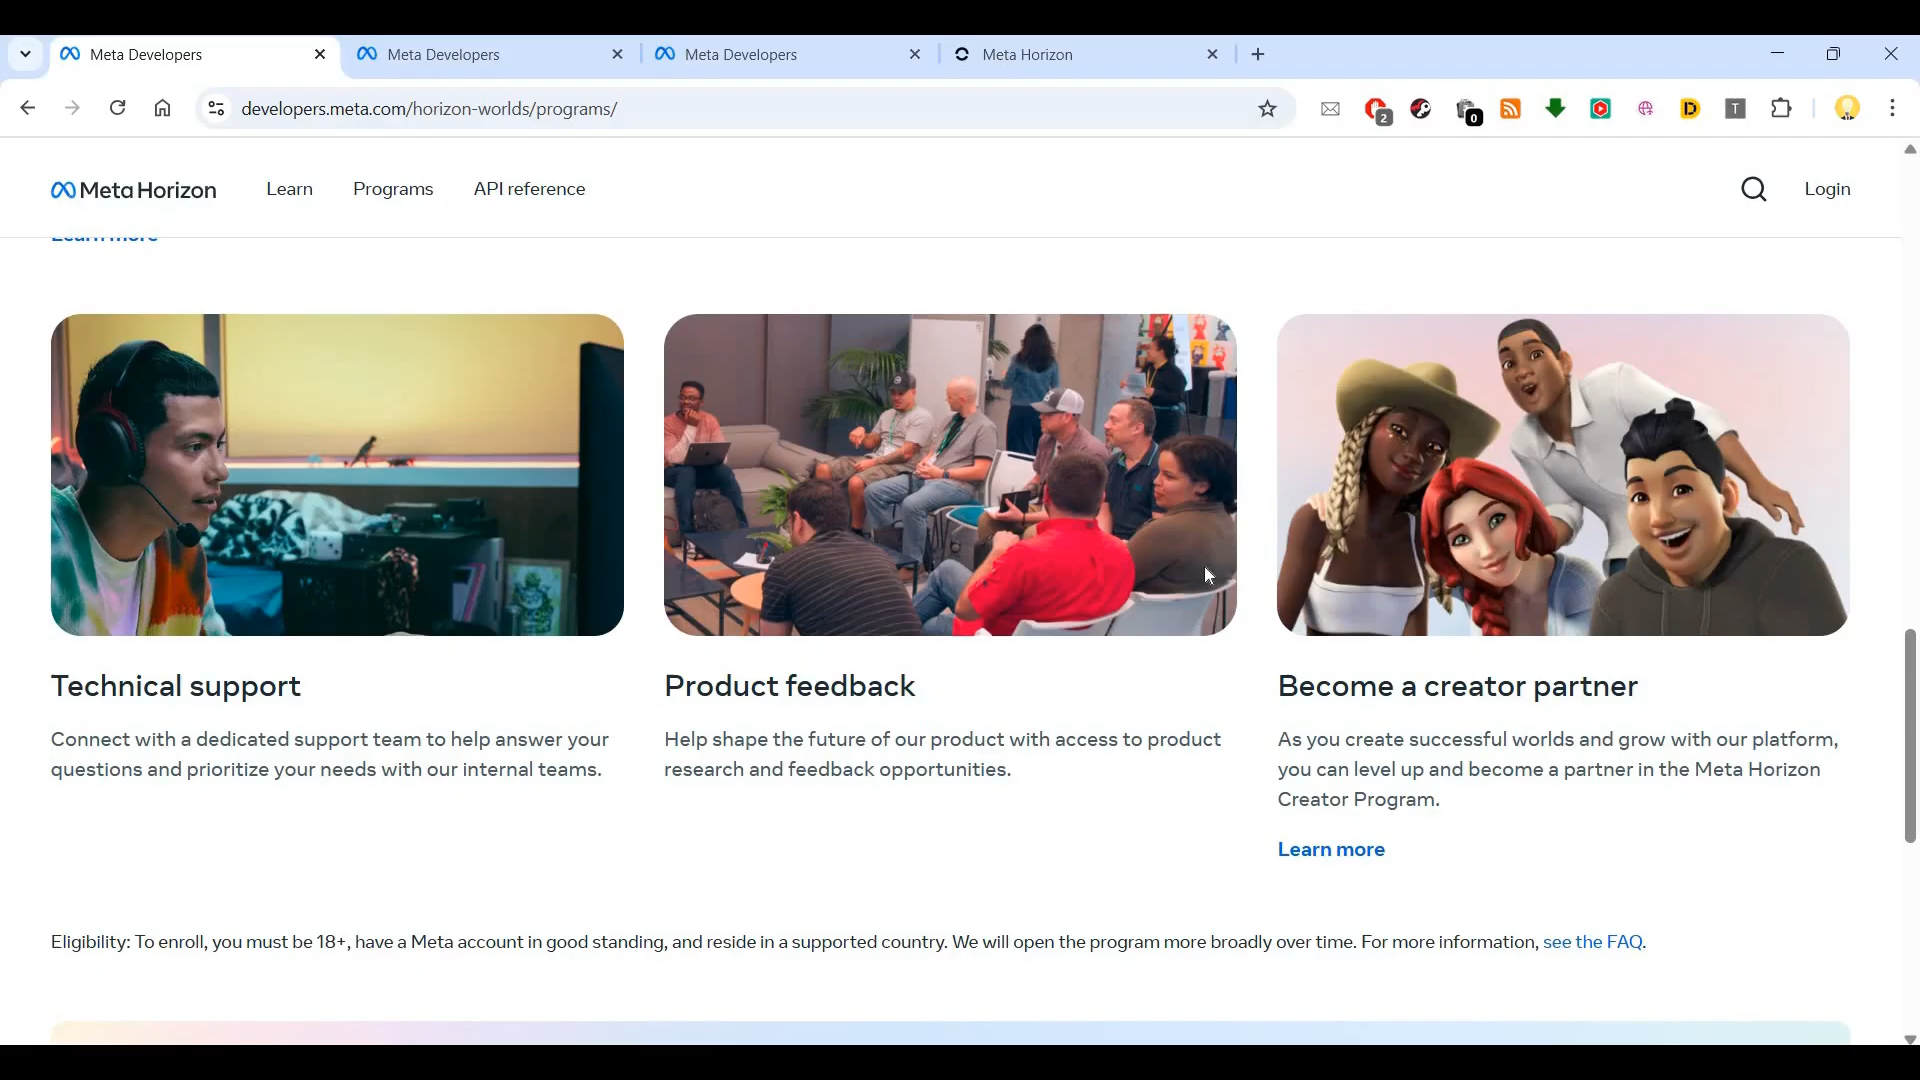 Meta Developers
Meta Developers
Meta Developers
Meta Horizon
developers.meta.com/horizon-worlds/programs/
2
0
D
T
Meta Horizon
Learn
Programs
API reference
Login
Learn more
Technical support
Connect with a dedicated support team to help answer your
questions and prioritize your needs with our internal teams.
Product feedback
Help shape the future of our product with access to product
research and feedback opportunities.
Become a creator partner
As you create successful worlds and grow with our platform,
you can level up and become a partner in the Meta Horizon
Creator Program.
Learn more
Eligibility: To enroll, you must be 18+, have a Meta account in good standing, and reside in a supported country. We will open the program more broadly over time. For more information, see the FAQ.